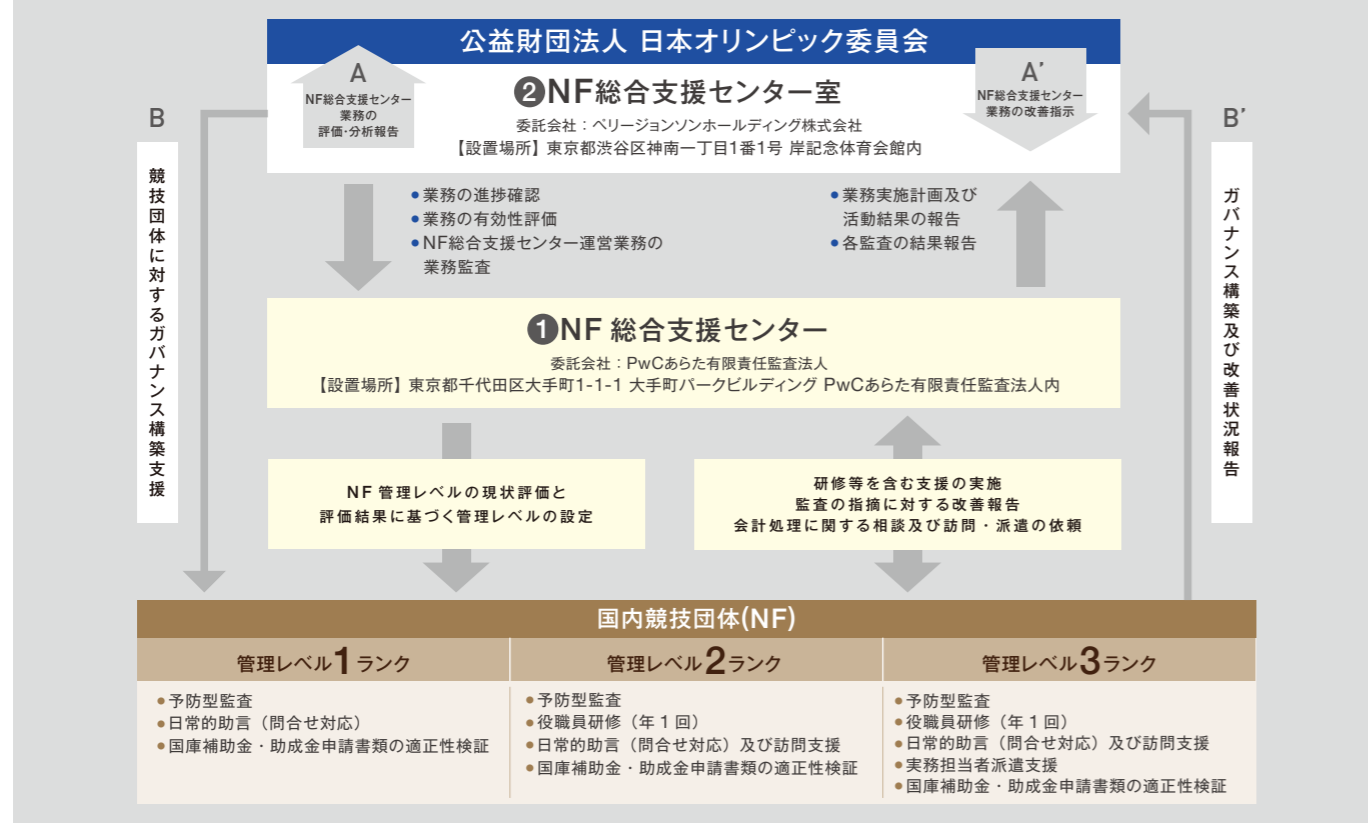 公益財団法人 日本オリンピック委員会
A
NF総合支援センター
業務の
評価・分析報告
❷NF総合支援センター室
委託会社：ベリージョンソンホールディング株式会社
【設置場所】東京都渋谷区神南一丁目1番1号 岸記念体育会館内
A’
NF総合支援センター
業務の改善指示
B
競技団体に対するガバナンス構築支援
B’
ガバナンス構築及び改善状況報告
●業務の進捗確認
●業務の有効性評価
●NF総合支援センター運営業務の
業務監査
●業務実施計画及び
活動結果の報告
●各監査の結果報告
❶NF 総合支援センター
委託会社：PwCあらた有限責任監査法人
【設置場所】東京都千代田区大手町1-1-1 大手町パークビルディング PwCあらた有限責任監査法人内
NF 管理レベルの現状評価と
評価結果に基づく管理レベルの設定
研修等を含む支援の実施
監査の指摘に対する改善報告
会計処理に関する相談及び訪問・派遣の依頼
国内競技団体(NF)
管理レベル1ランク
●予防型監査
●日常的助言（問合せ対応）
●国庫補助金・助成金申請書類の適正性検証
管理レベル2ランク
●予防型監査
●役職員研修（年１回）
●日常的助言（問合せ対応）及び訪問支援
●国庫補助金・助成金申請書類の適正性検証
管理レベル3ランク
●予防型監査
●役職員研修（年１回）
●日常的助言（問合せ対応）及び訪問支援
●実務担当者派遣支援
●国庫補助金・助成金申請書類の適正性検証